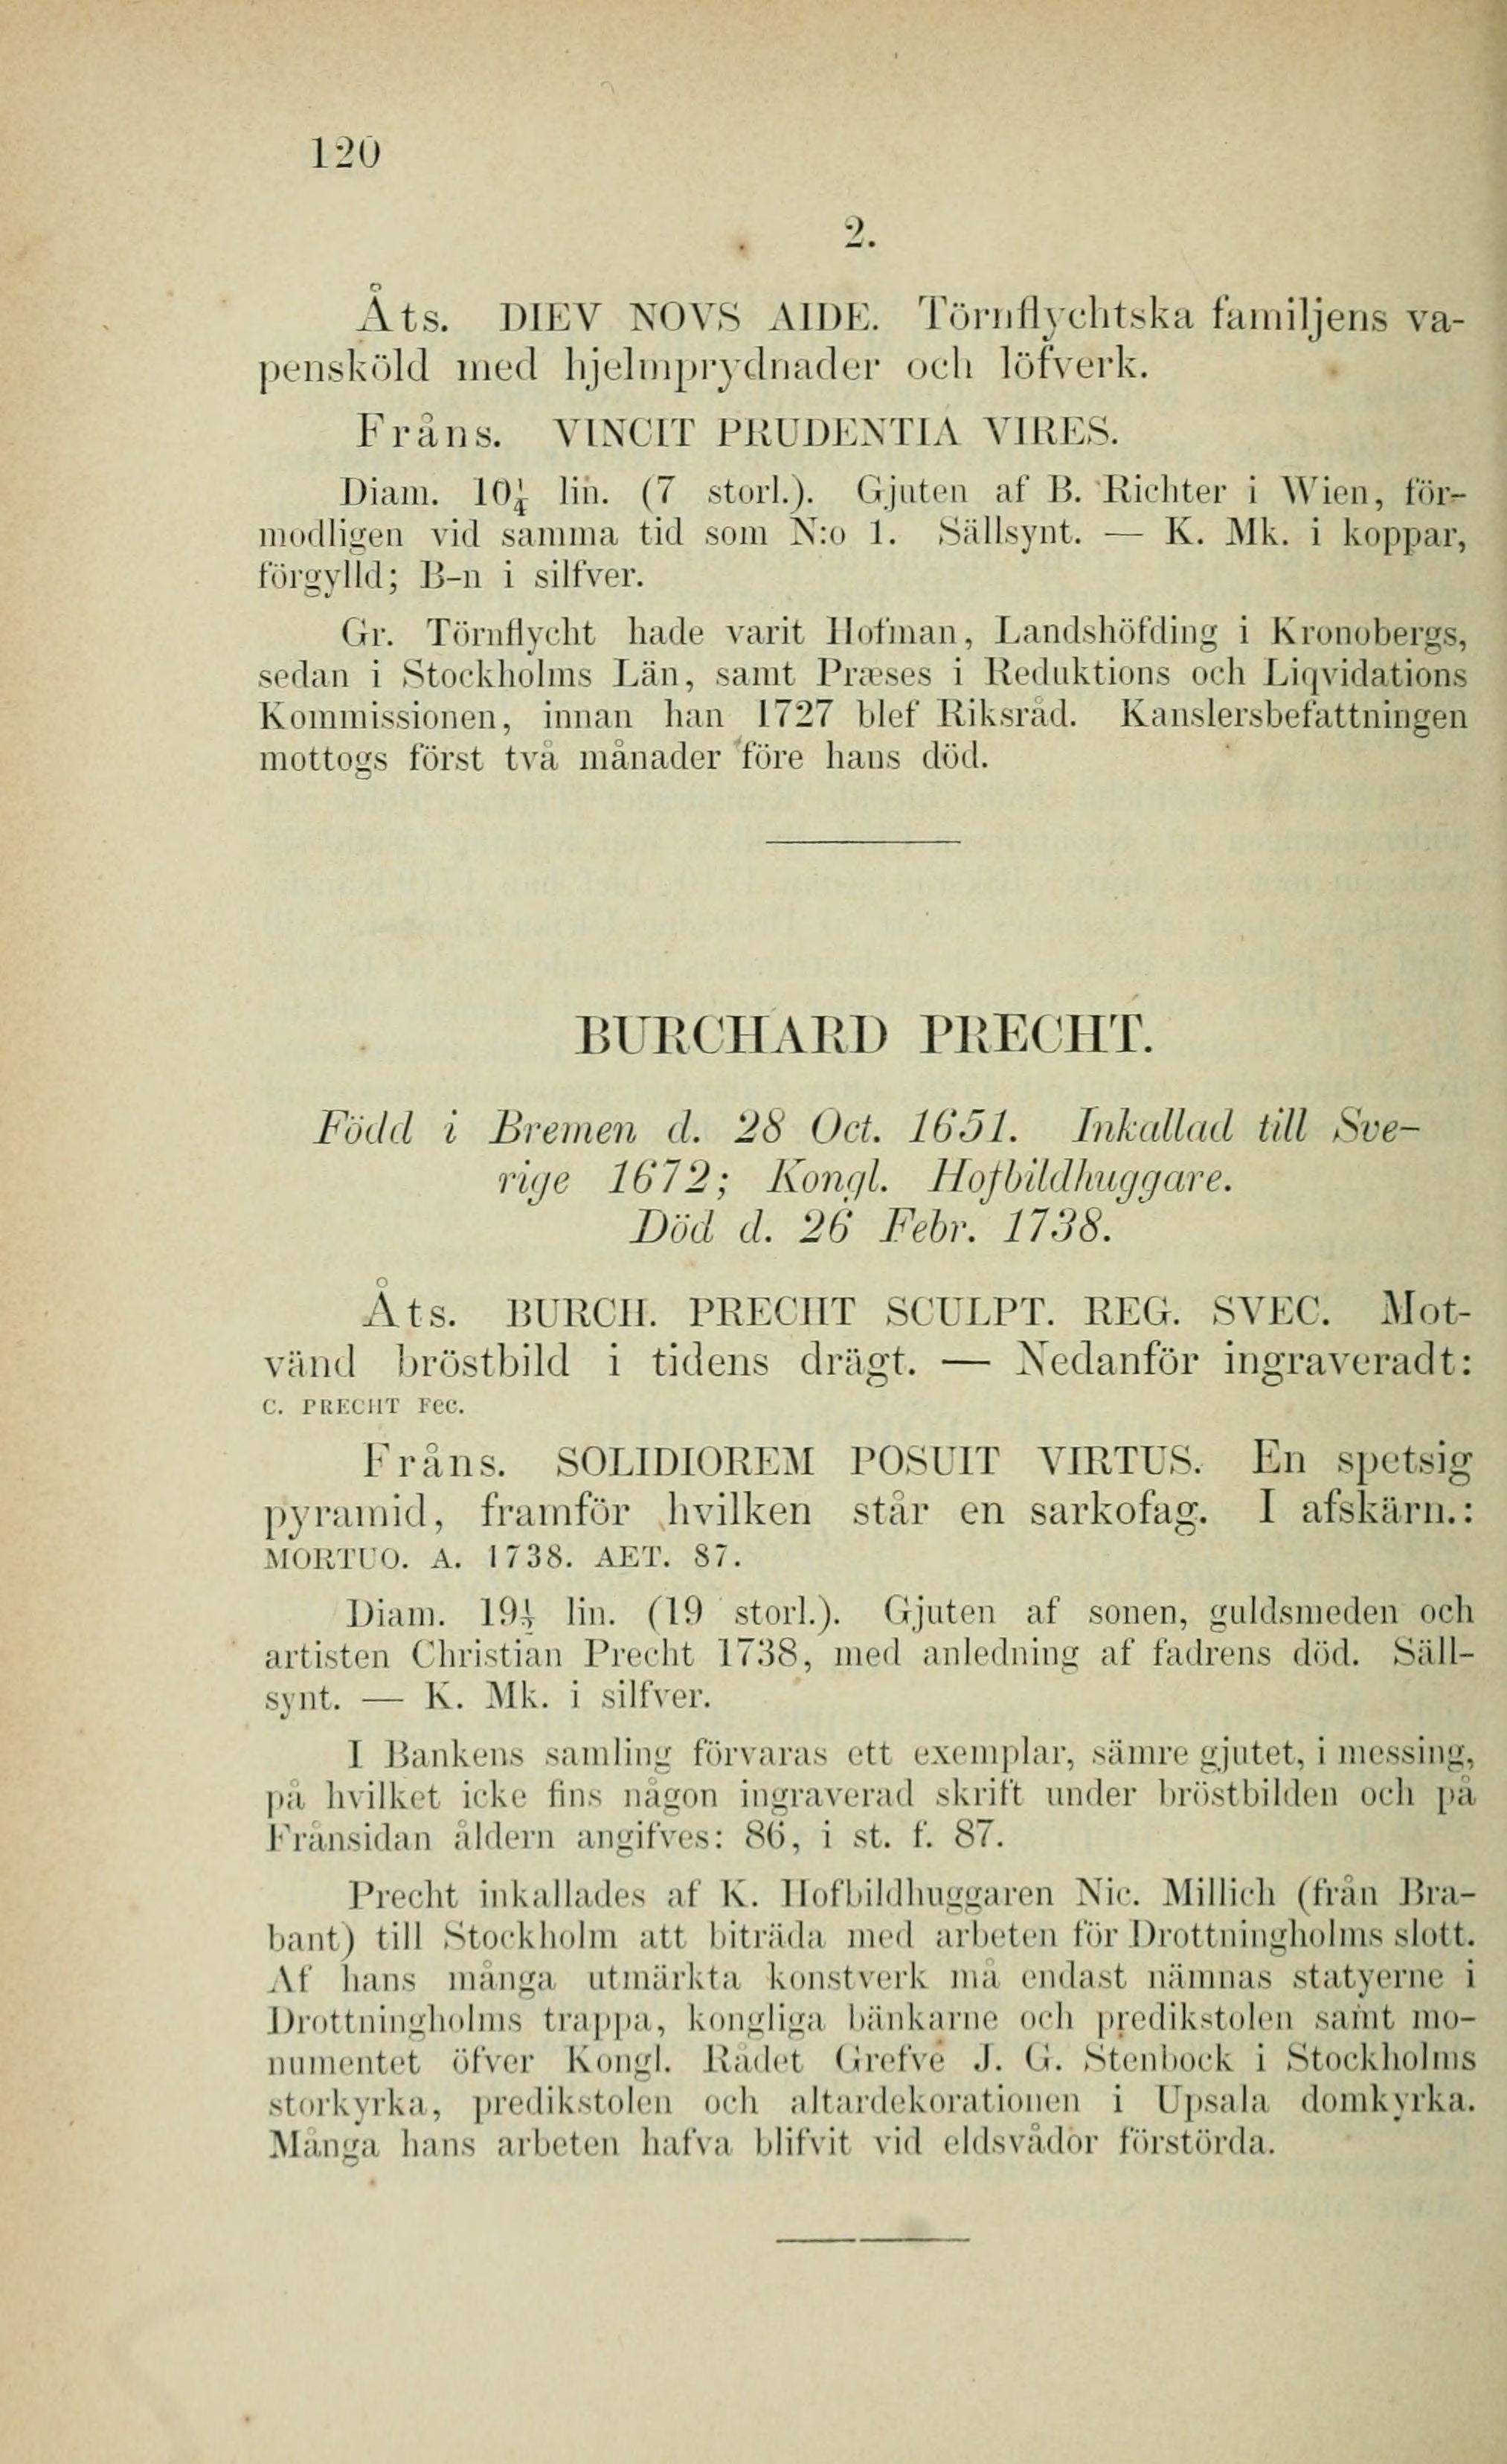 120
2.
Åts. DIEV NOVS AIDE. Törnflychtska familjens va-
pensköld med hjelmprydnader och löfverk.
Fråns. VINCIT PRUDENTIA VIRES.
Diam. 10¼ lin. (7 storl.). Gjuten af B. Richter i Wien, för-
modligen vid samma tid som N:o 1. Sällsynt. — K. Mk. i koppar,
förgylld; B-n i silfver.
Gr. Törnflycht hade varit Hofman, Landshöfding i Kronobergs,
sedan i Stockholms Län, samt Præses i Reduktions och Liqvidations
Kommissionen, innan han 1727 blef Riksråd. Kanslersbefattningen
mottogs först två månader före hans död.
BURCHARD PRECHT.
Född i Bremen d. 28 Oct. 1651. Inkallad till Sve-
rige 1672; Kongl. Hofbildhuggare.
Död d. 26 Febr. 1738.
Åts. BURCH. PRECHT SCULPT. REG. SVEC. Mot-
vänd bröstbild i tidens drägt. — Nedanför ingraveradt:
C. PRECHT Fec.
Fråns. SOLIDIOREM POSUIT VIRTUS. En spetsig
pyramid, framför hvilken står en sarkofag. I afskärn.:
MORTUO. A. 1738. AET. 87.
Diam. lin. (19 storl.). Gjuten af sonen, guldsmeden och
artisten Christian Precht 1738, med anledning af fadrens död. Säll-
synt. — K. Mk. i silfver.
I Bankens samling förvaras ett exemplar, sämre gjutet, i messing,
på hvilket icke fins någon ingraverad skrift under bröstbilden och på
Frånsidan åldern angifves: 86, i st. f. 87.
Precht inkallades af K. Hofbildhuggaren Nic. Millich (från Bra-
bant) till Stockholm att biträda med arbeten för Drottningholms slott.
Af hans många utmärkta konstverk må endast nämnas statyerne i
Drottningholms trappa, kongliga bänkarne och predikstolen samt mo-
numentet öfver Kongl. Rådet Grefve J. G. Stenbock i Stockholms
storkyrka, predikstolen och altardekorationen i Upsala domkyrka.
Många hans arbeten hafva blifvit vid eldsvådor förstörda.